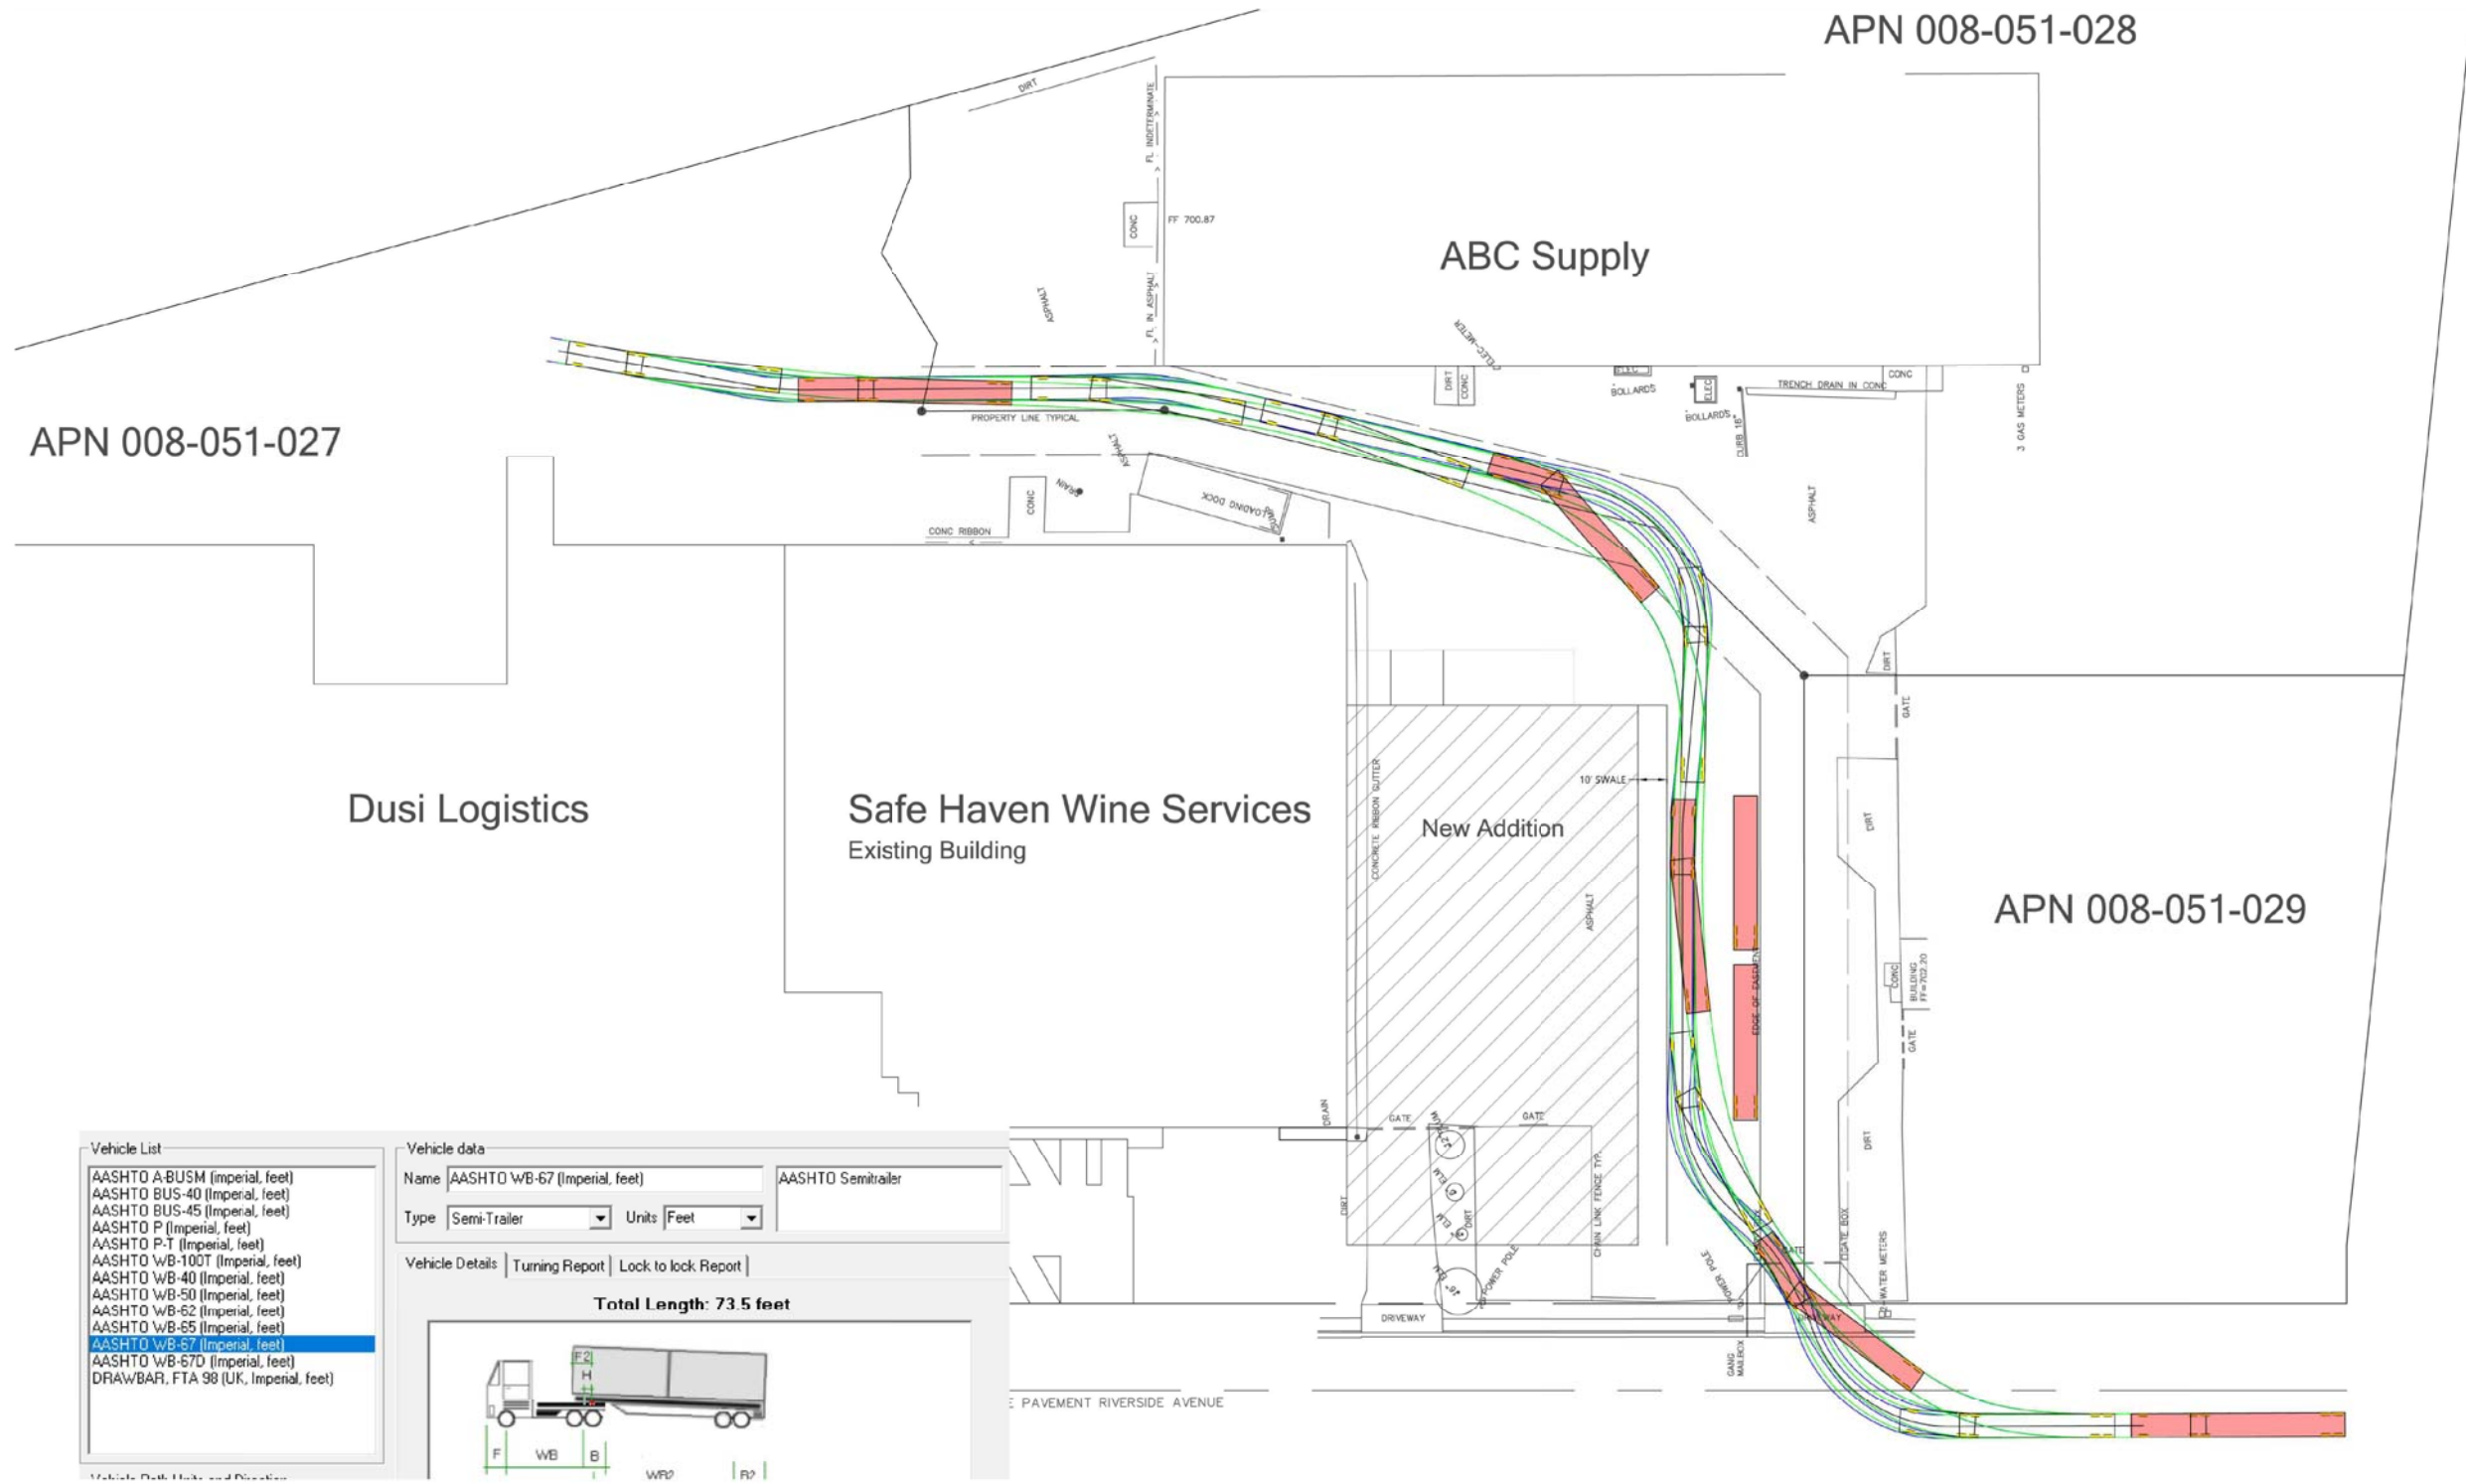 APN 008-051-028
DIRT
FL INDETERMINATE
CONC
FF 700.87
FL IN ASPHALT
ASPHALT
ABC Supply
ELEC-METER
DIRT
CONC
ELEC
BOLLARDS
ELEC
BOLLARDS
TRENCH DRAIN IN CONC
CONC
CURB 18"
3 GAS METERS
APN 008-051-027
PROPERTY LINE TYPICAL
ASPHALT
DRAIN
CONC
LOADING DOCK
CONC RIBBON
ASPHALT
DIRT
GATE
10' SWALE
CONCRETE RIBBON GUTTER
Dusi Logistics
Safe Haven Wine Services
Existing Building
New Addition
ASPHALT
DIRT
APN 008-051-029
EDGE OF EASEMENT
CONC
BUILDING
FF=702.20
GATE
DRAIN
GATE
GATE
ELM
ELM
DIRT
DIRT
DIRT
CHAIN LINK FENCE TYP.
POWER POLE
POWER POLE
GATE
WATER METERS
DRIVEWAY
GANG
MAILBOX
PAVEMENT RIVERSIDE AVENUE
Vehicle List
AASHTO A-BUSM (imperial, feet)
AASHTO BUS-40 (Imperial, feet)
AASHTO BUS-45 (Imperial, feet)
AASHTO P (Imperial, feet)
AASHTO P-T (Imperial, feet)
AASHTO WB-100T (Imperial, feet)
AASHTO WB-40 (Imperial, feet)
AASHTO WB-50 (Imperial, feet)
AASHTO WB-62 (Imperial, feet)
AASHTO WB-65 (Imperial, feet)
AASHTO WB-67 (Imperial, feet)
AASHTO WB-67D (Imperial, feet)
DRAWBAR, FTA 98 (UK, Imperial, feet)
Vehicle data
Name AASHTO WB-67 (Imperial, feet)
AASHTO Semitrailer
Type Semi-Trailer Units Feet
Vehicle Details Turning Report Lock to lock Report
Total Length: 73.5 feet
F2
H
F WB B
WB2 B2